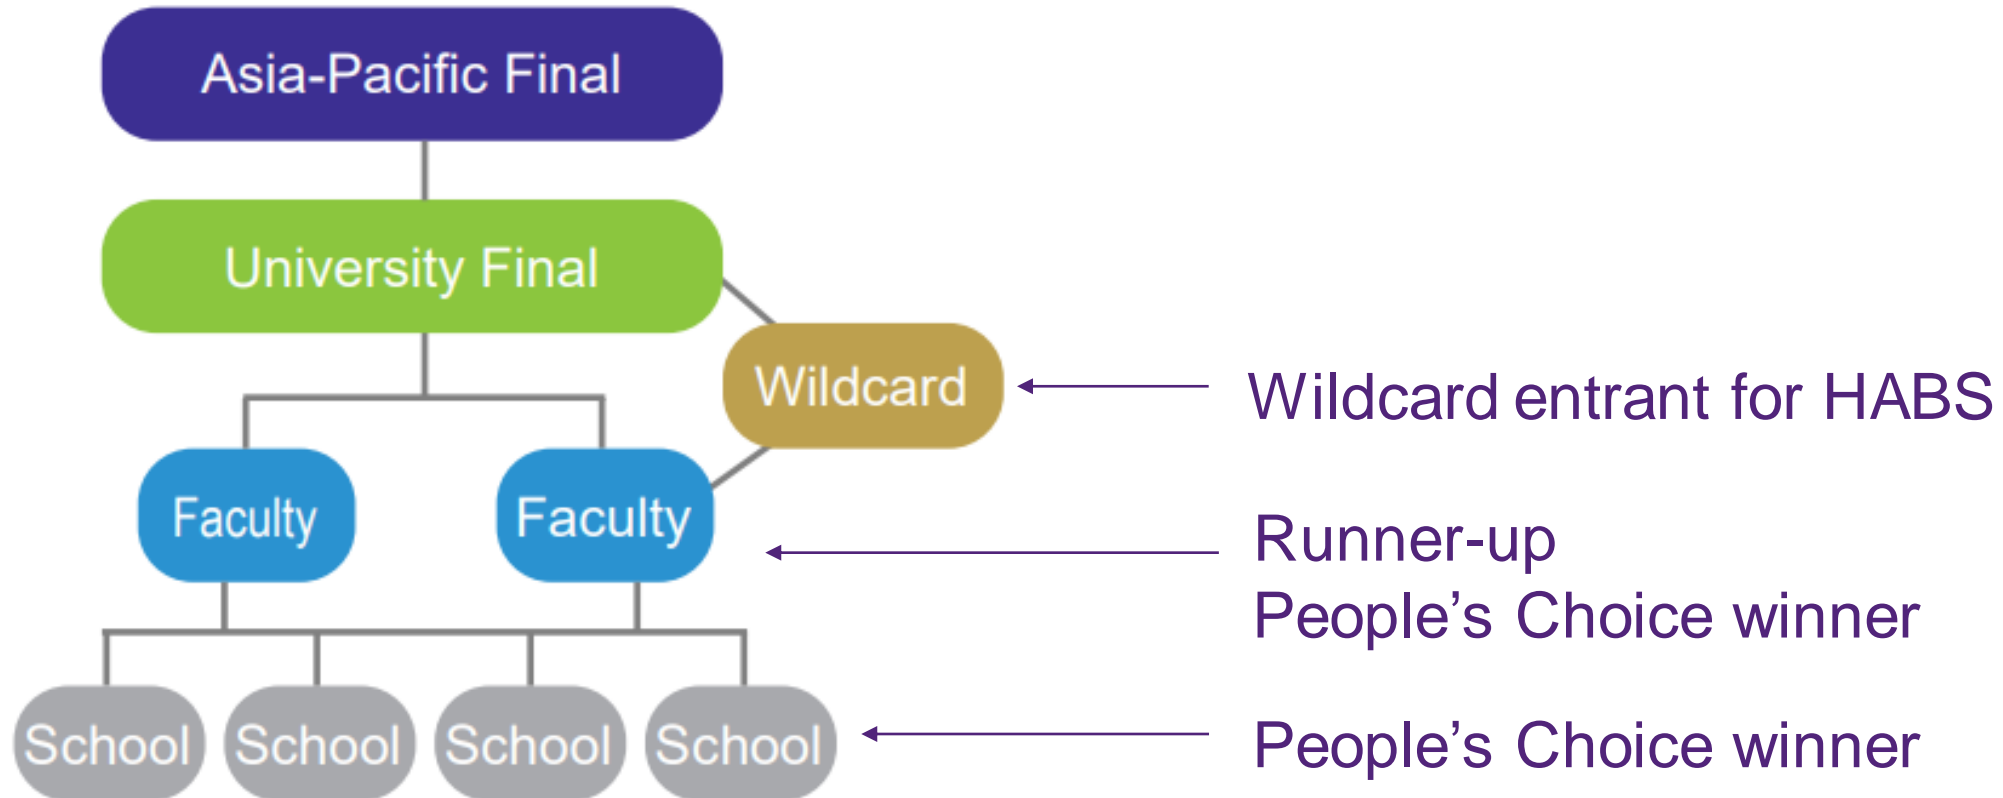 Asia-Pacific Final
University Final
Wildcard
Wildcard entrant for HABS
Faculty
Faculty
Runner-up
People’s Choice winner
School
School
School
School
People’s Choice winner